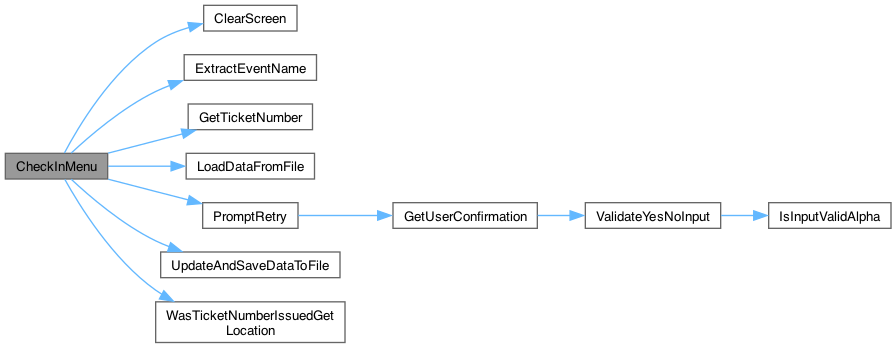 ClearScreen
ExtractEventName
GetTicketNumber
CheckInMenu
LoadDataFromFile
PromptRetry
GetUserConfirmation
ValidateYesNoInput
IsInputValidAlpha
UpdateAndSaveDataToFile
WasTicketNumberIssuedGet
Location